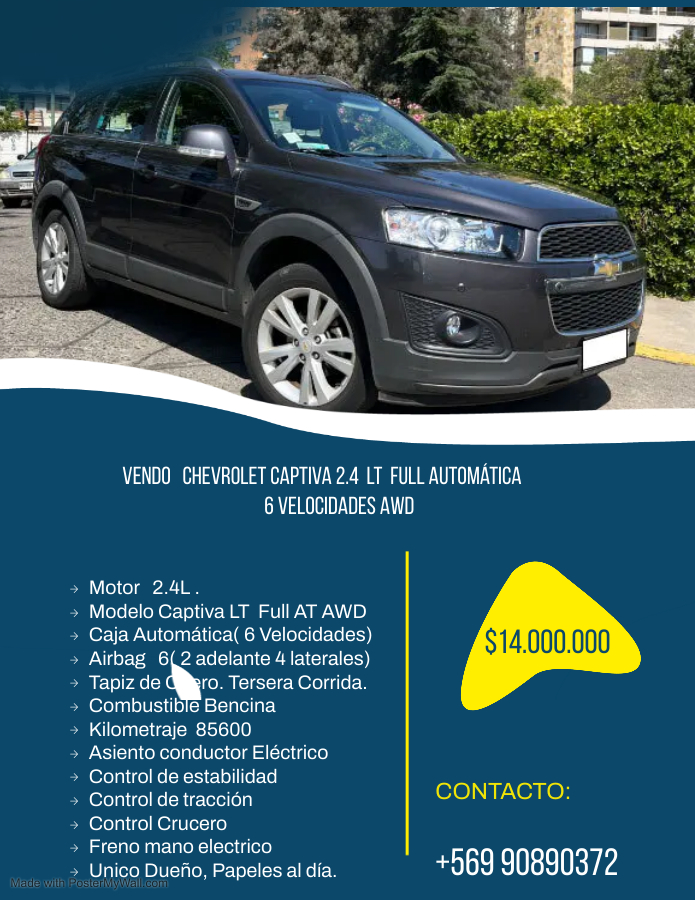 VENDO CHEVROLET CAPTIVA 2.4 LT FULL AUTOMÁTICA
6 VELOCIDADES AWD
Motor 2.4L .
Modelo Captiva LT Full AT AWD
Caja Automática( 6 Velocidades)
Airbag 6( 2 adelante 4 laterales)
Tapiz de Cuero. Tersera Corrida.
Combustible Bencina
Kilometraje 85600
Asiento conductor Eléctrico
Control de estabilidad
Control de tracción
Control Crucero
Freno mano electrico
Unico Dueño, Papeles al día.
$14.000.000
CONTACTO:
+569 90890372
Made with PosterMyWall.com